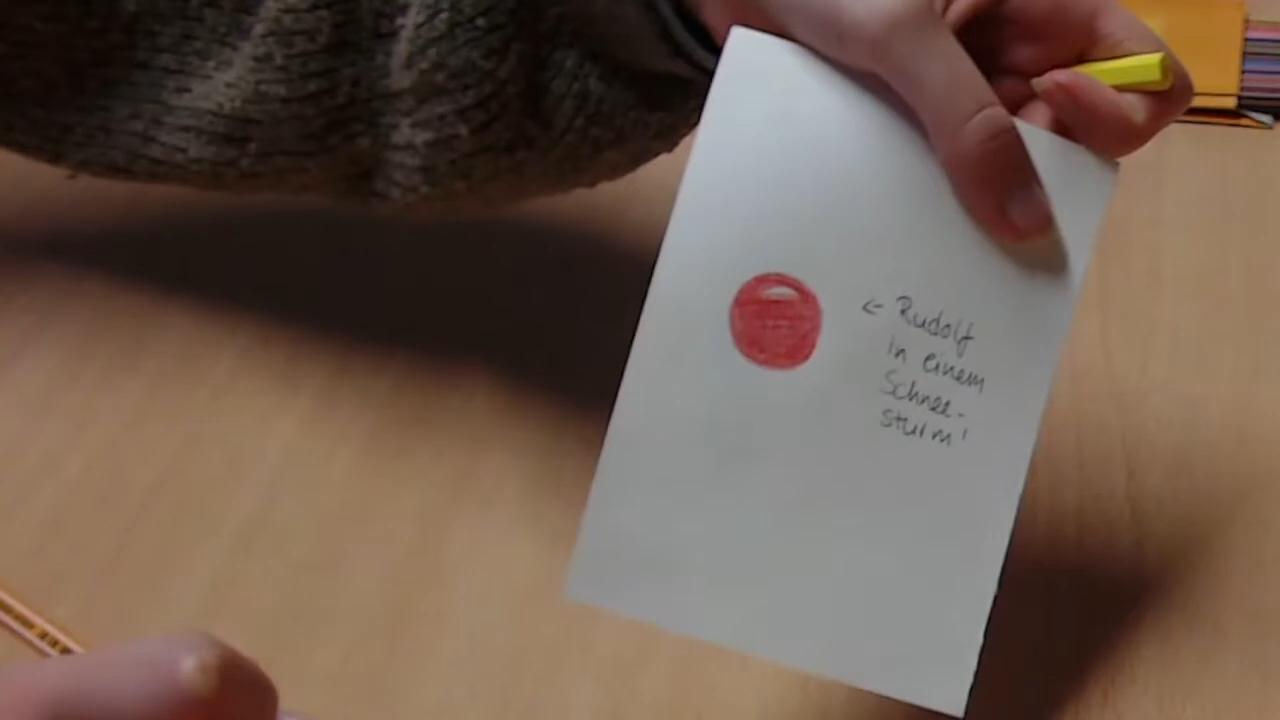 ← Rudolf
in einem
Schnee-
sturm!